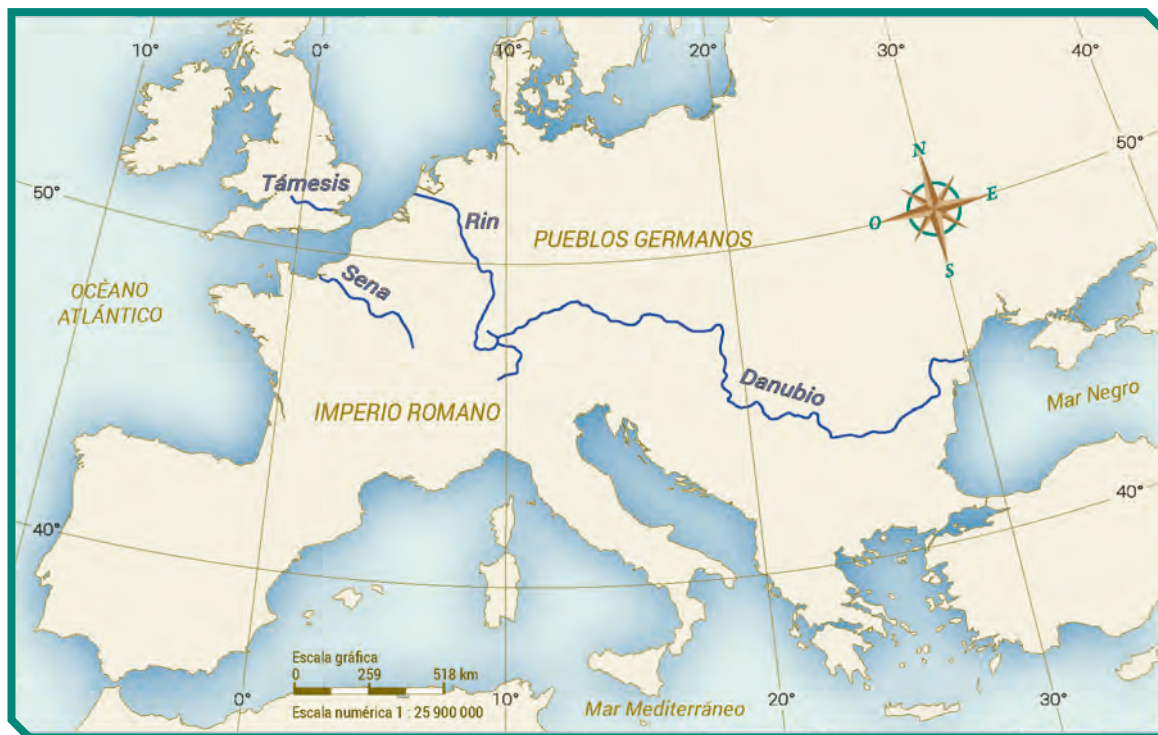 10°
0°
10°
20°
30°
40°
50°
N
O
E
S
50°
Támesis
Rin
PUEBLOS GERMANOS
Sena
OCÉANO
ATLÁNTICO
Danubio
IMPERIO ROMANO
Mar Negro
40°
40°
Escala gráfica
0
259
518 km
Escala numérica 1 : 25 900 000
0°
10°
20°
30°
Mar Mediterráneo